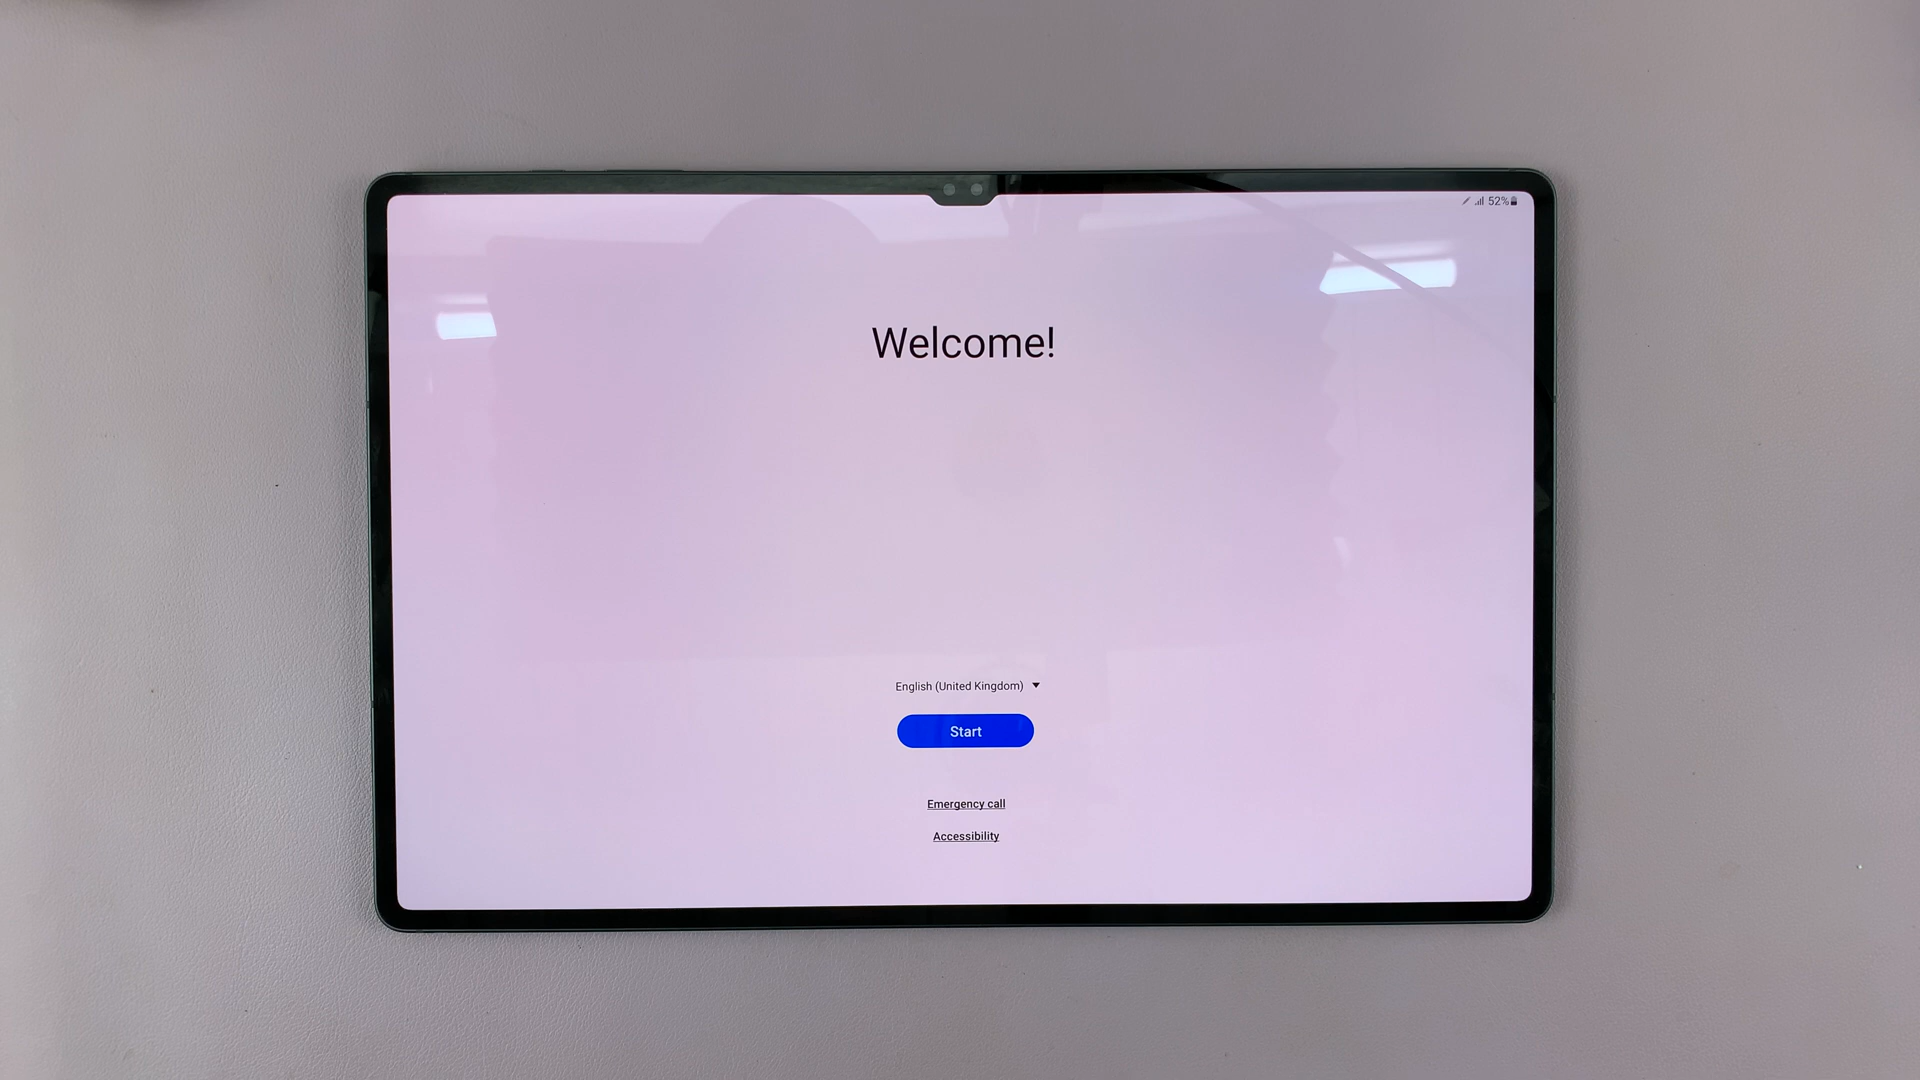 52%
Welcome!
English (United Kingdom)
Start
Emergency call
Accessibility